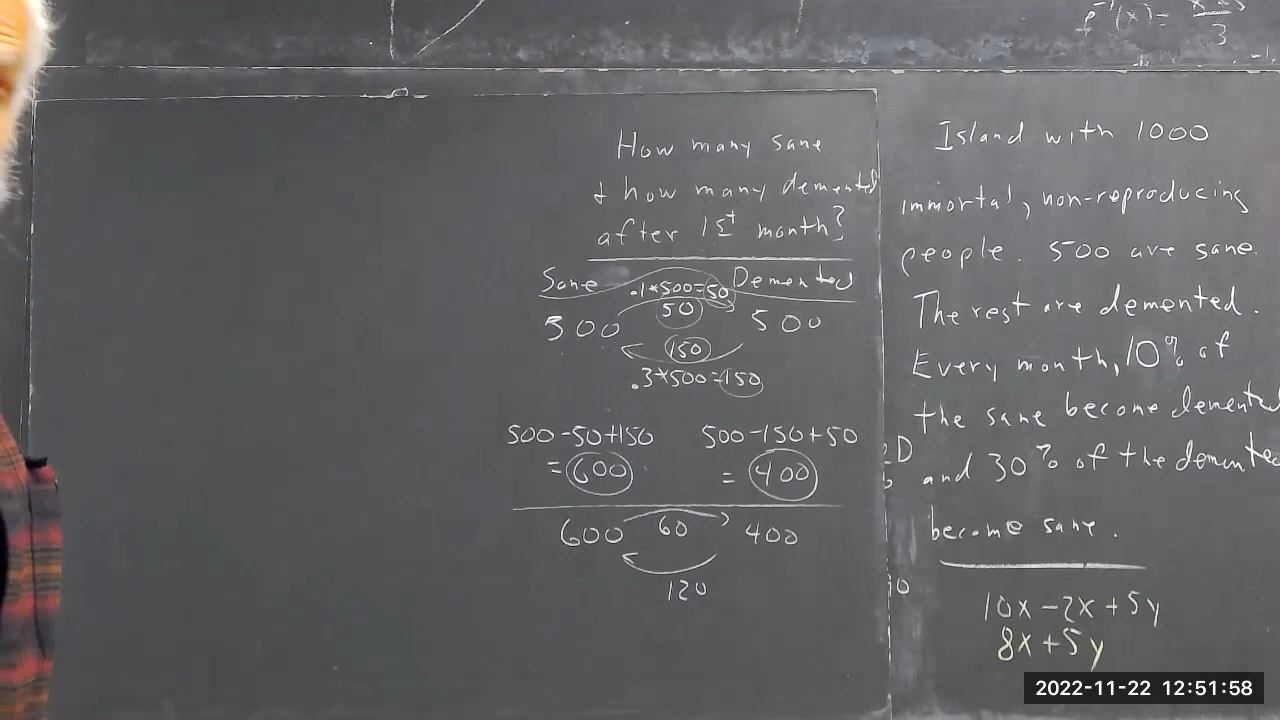 f⁻¹(x) =
3
How many sane
+ how many demented
after 1st month?
Sane Demented
.1*500=50
50
500 500
150
.3*500=150
500-50+150 500-150+50
=600 = 400
600 60 400
120
Island with 1000
immortal, non-reproducing
people. 500 are sane.
The rest are demented.
Every month, 10% of
the sane become demented
and 30% of the demented
become sane.
10x-2x+5y
8x+5y
D
2022-11-22 12:51:58